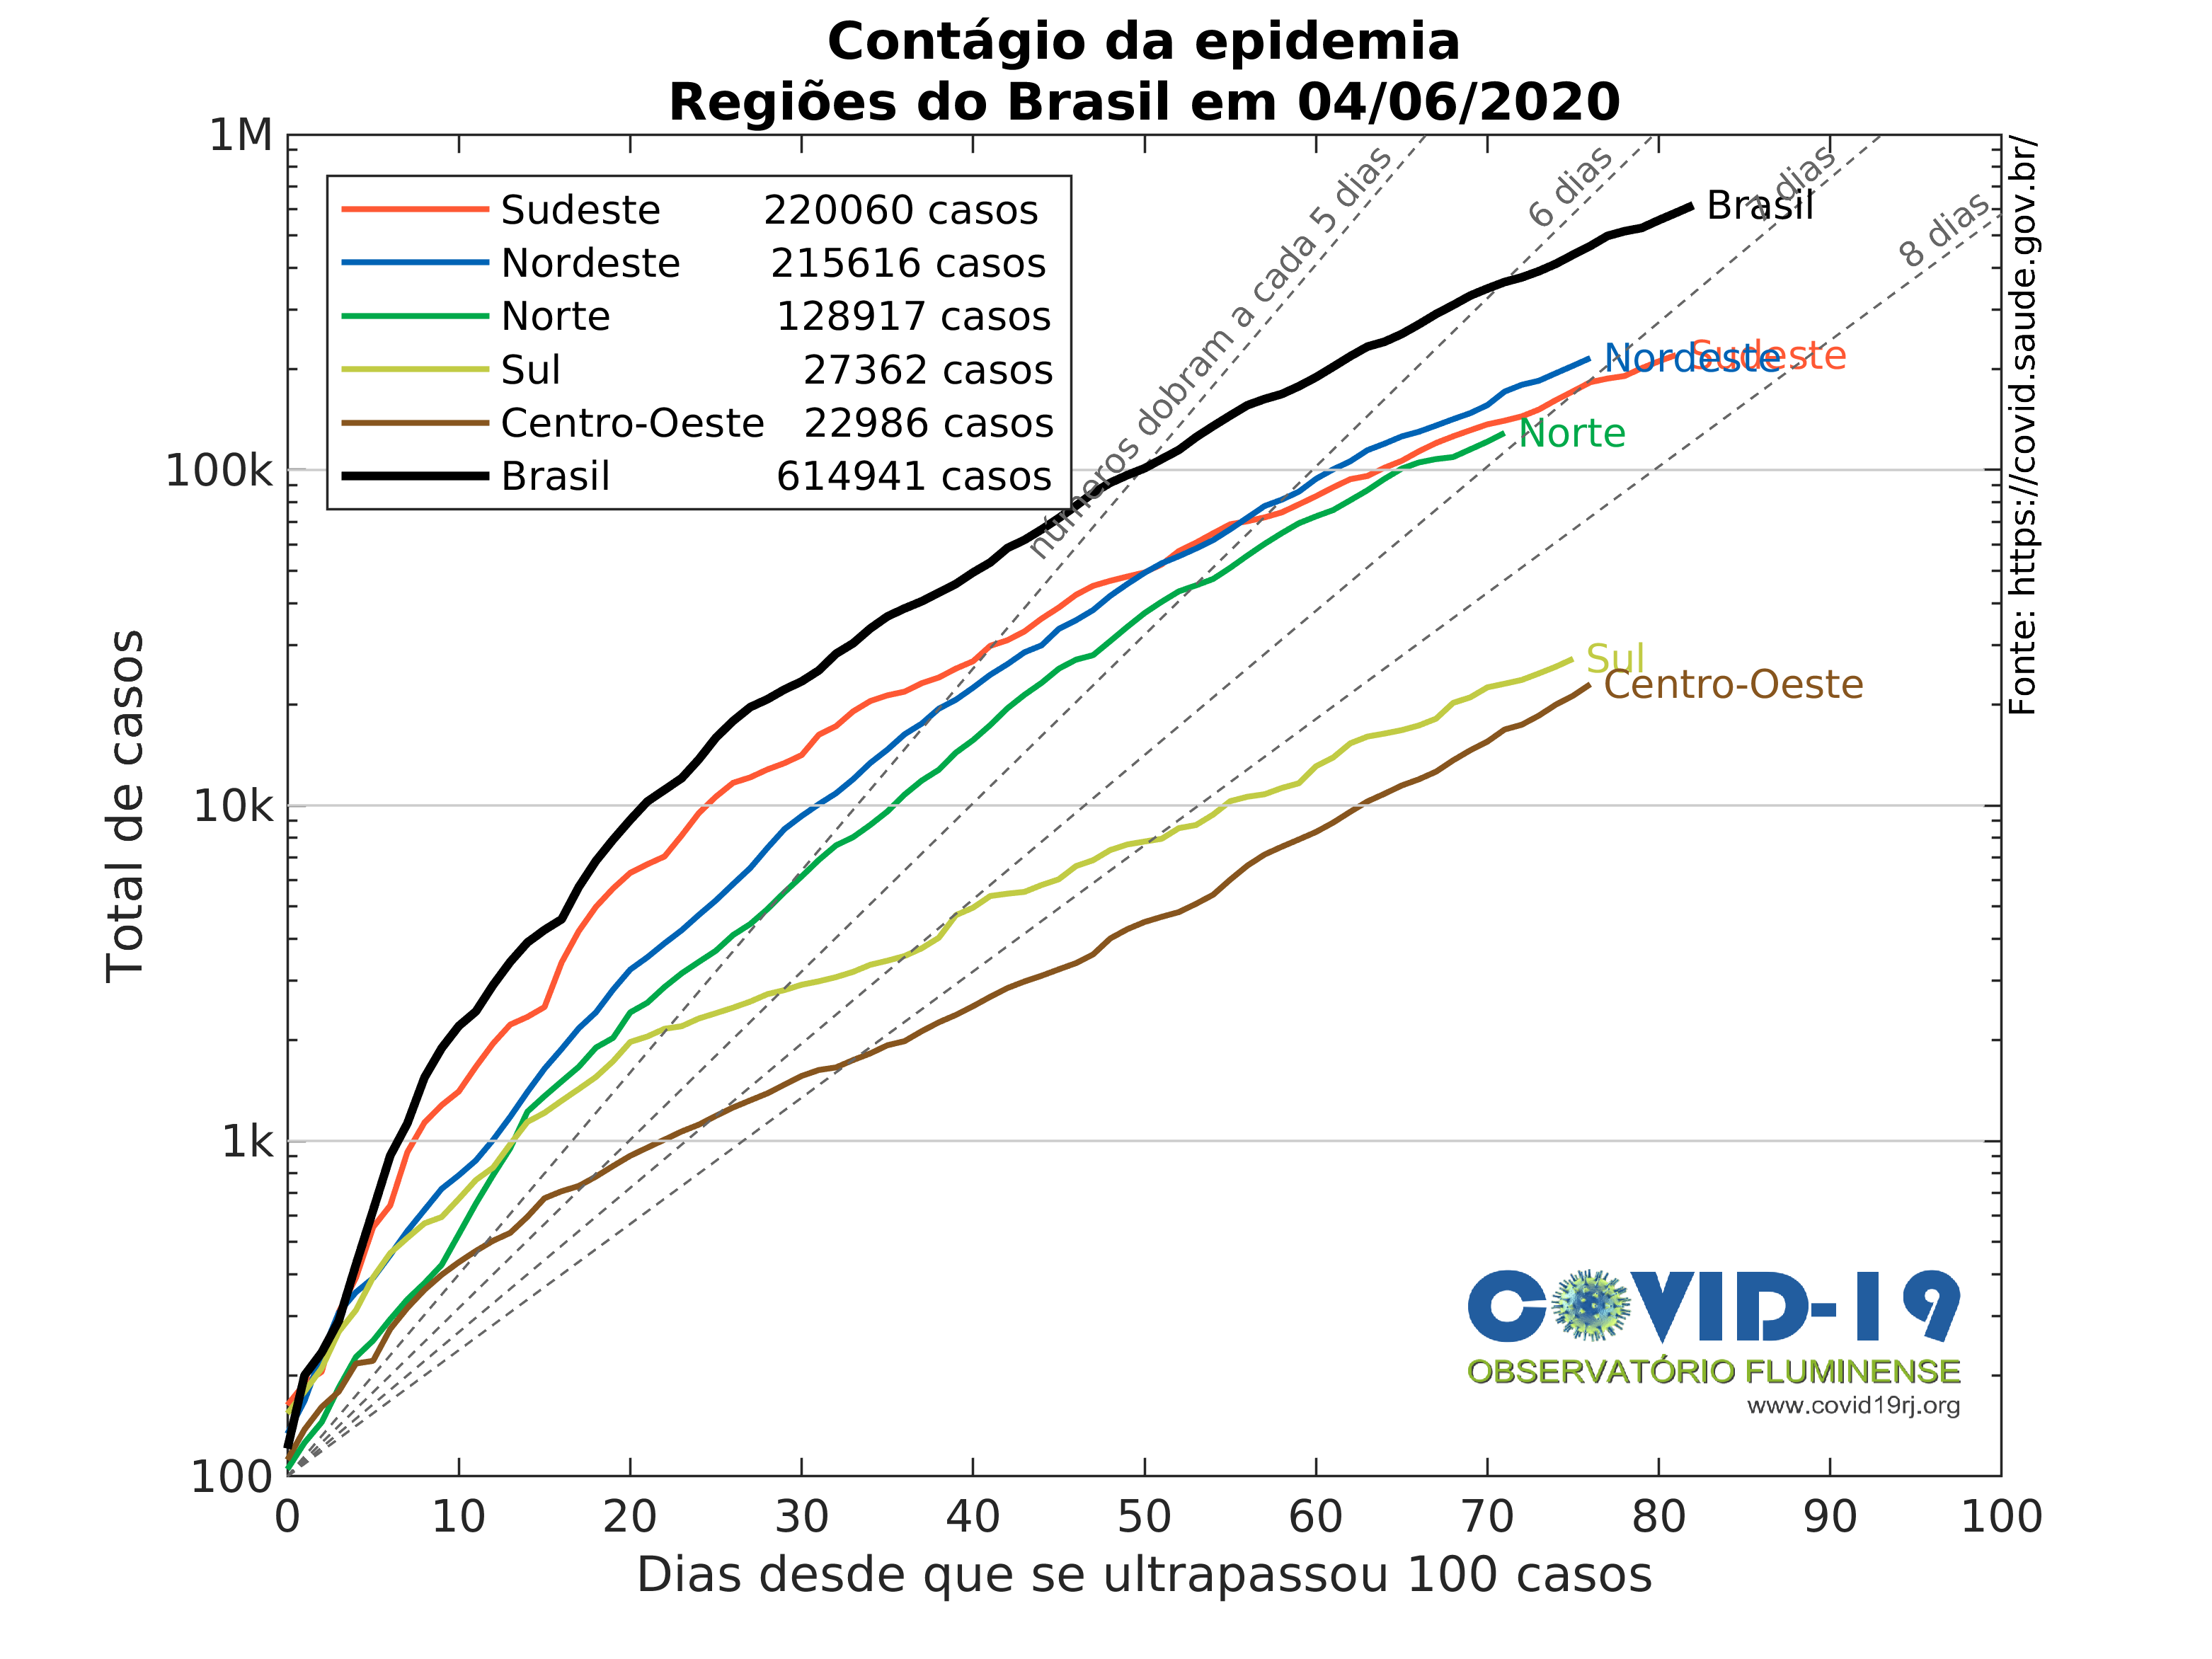 Contágio da epidemia
Regiões do Brasil em 04/06/2020
1M
100k
10k
1k
100
Total de casos
Sudeste 220060 casos
Nordeste 215616 casos
Norte 128917 casos
Sul 27362 casos
Centro-Oeste 22986 casos
Brasil 614941 casos
números dobram a cada 5 dias
6 dias
7 dias
8 dias
Brasil
Nordeste
Sudeste
Norte
Sul
Centro-Oeste
Fonte: https://covid.saude.gov.br/
COVID-19
OBSERVATÓRIO FLUMINENSE
www.covid19rj.org
0 10 20 30 40 50 60 70 80 90 100
Dias desde que se ultrapassou 100 casos